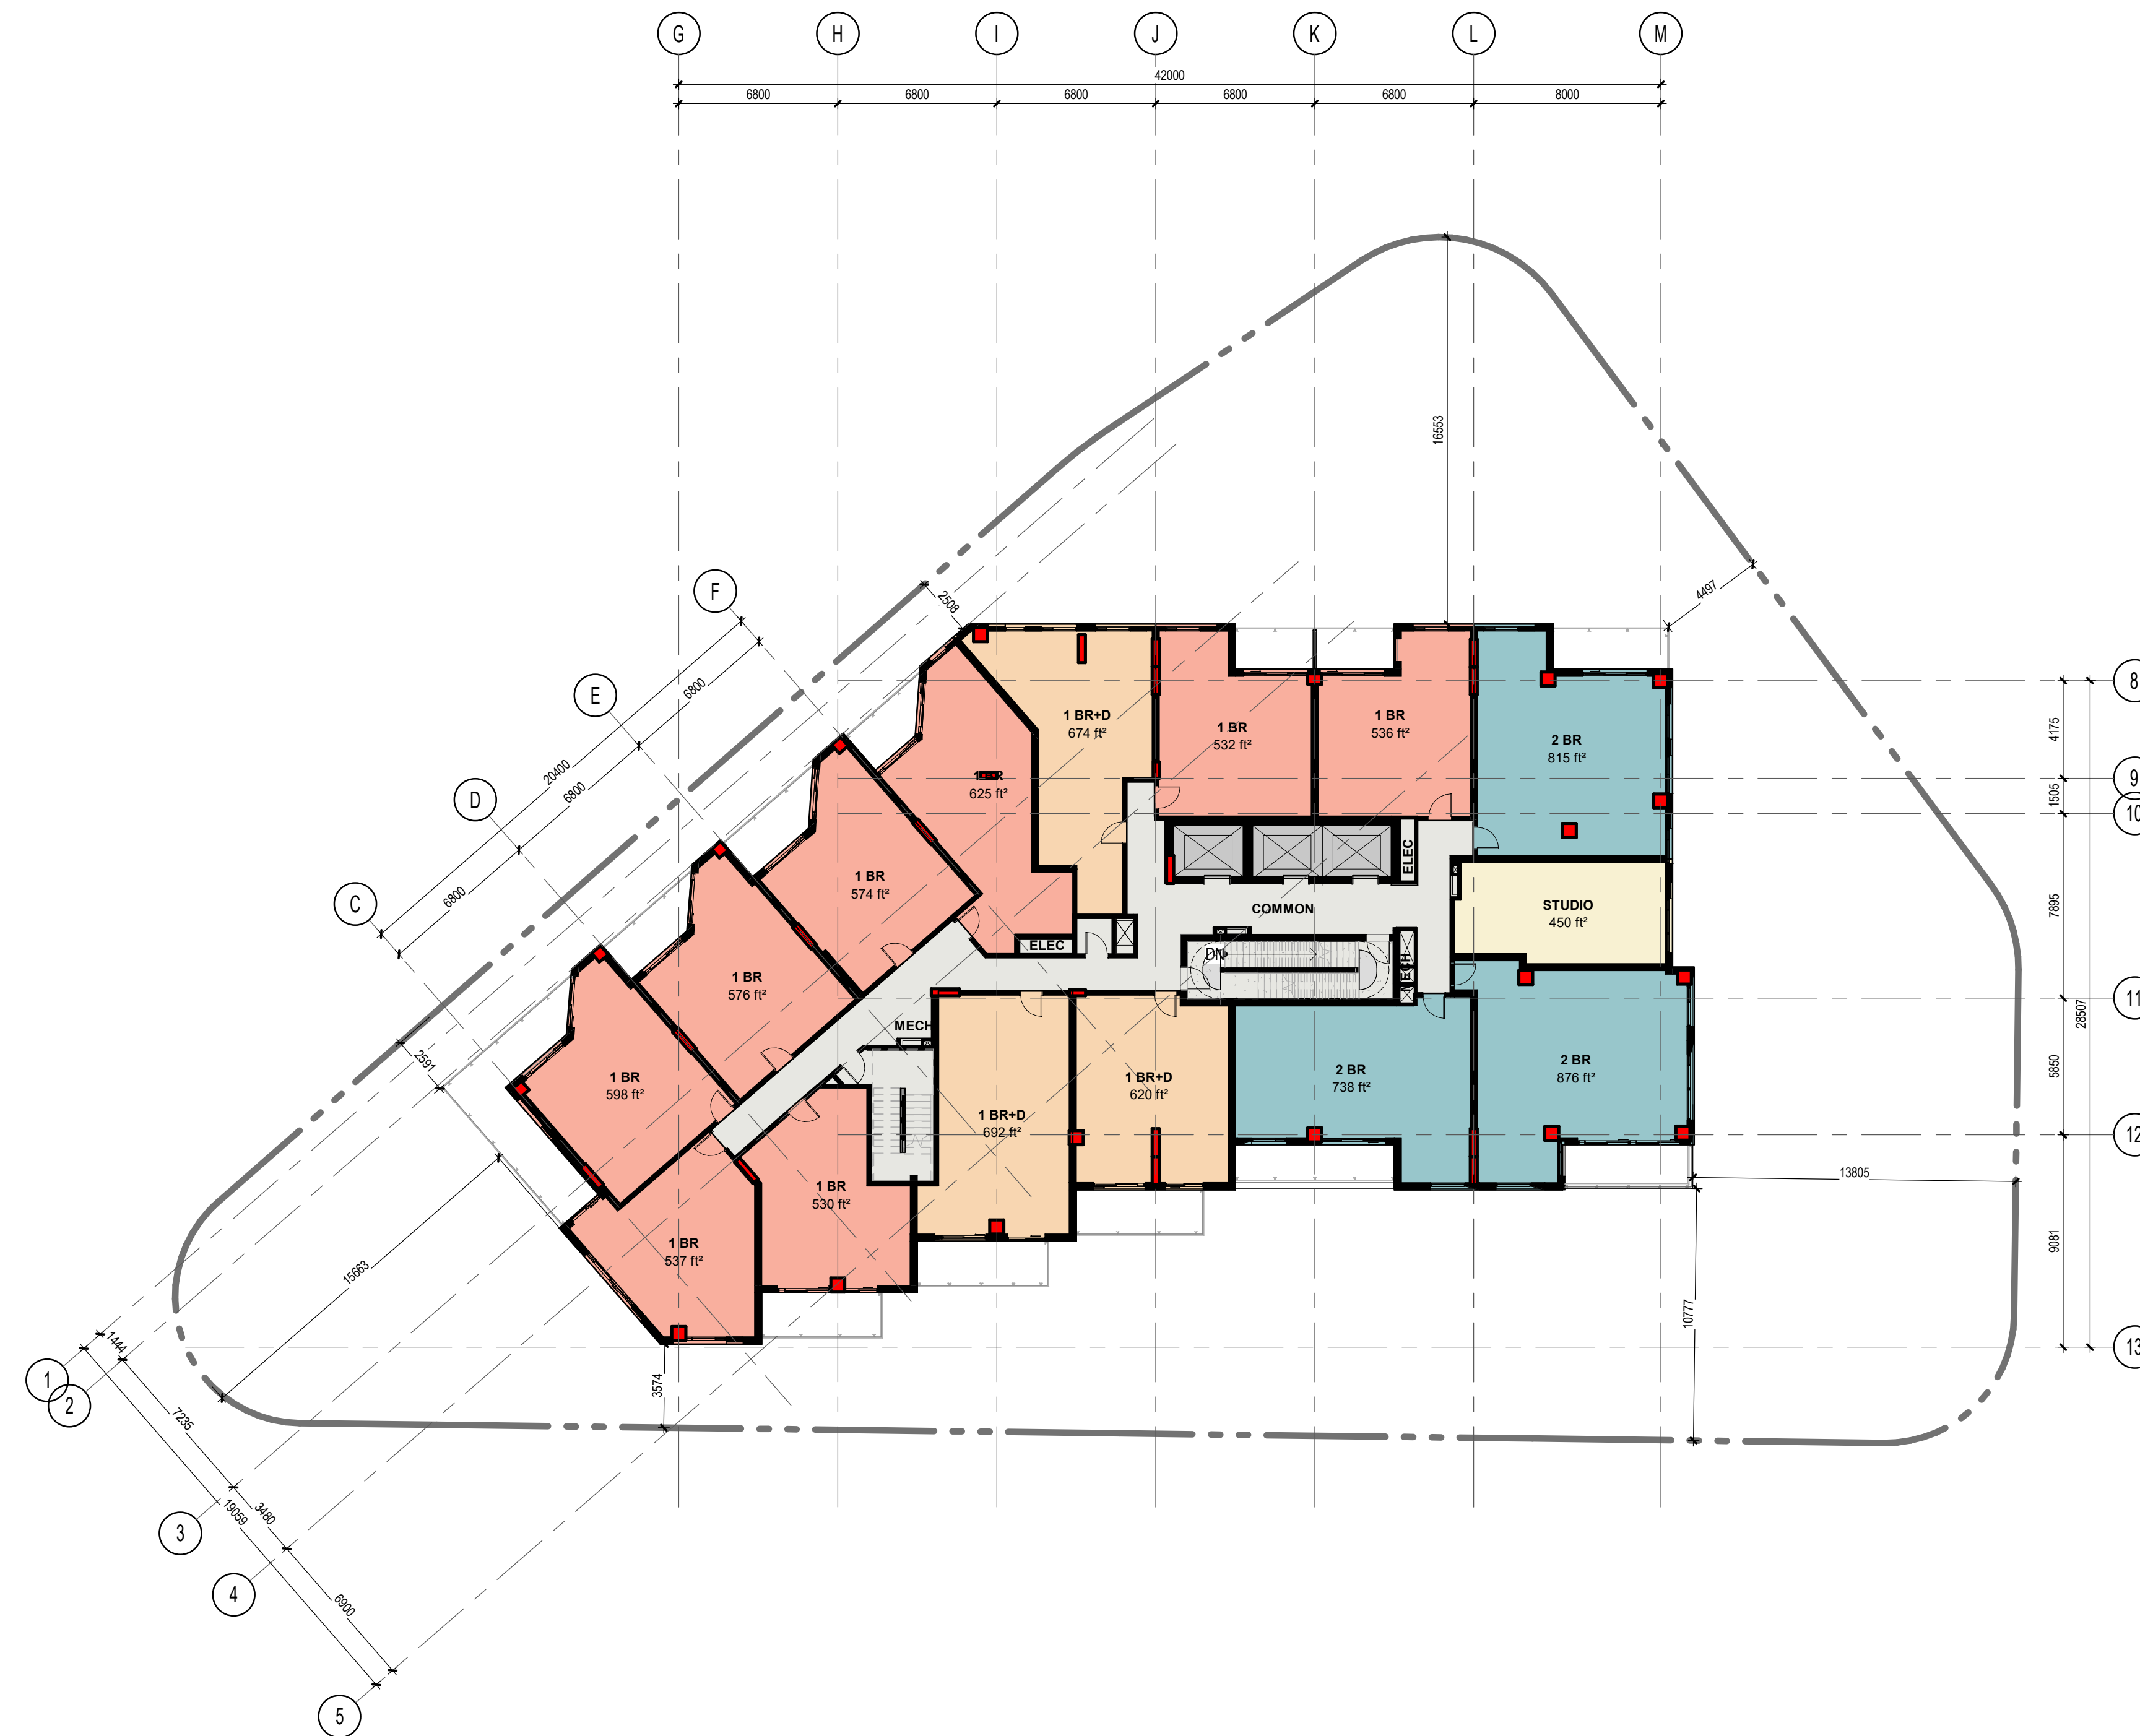 G H I J K L M
42000
6800 6800 6800 6800 6800 8000
16553
4497
2508
F
E
D
C
20400
6800
6800
6800
2591
15663
8
9
10
11
12
13
4175
1505
7895
5850
9081
28507
1 BR+D
674 ft²
1 BR
532 ft²
1 BR
536 ft²
2 BR
815 ft²
1 BR
625 ft²
1 BR
574 ft²
1 BR
576 ft²
1 BR
598 ft²
1 BR
537 ft²
1 BR
530 ft²
1 BR+D
692 ft²
1 BR+D
620 ft²
2 BR
738 ft²
2 BR
876 ft²
STUDIO
450 ft²
COMMON
ELEC
ELEC
DN
MECH
MECH
13805
10777
3574
1
2
3
4
5
1444
7235
3480
19059
6900